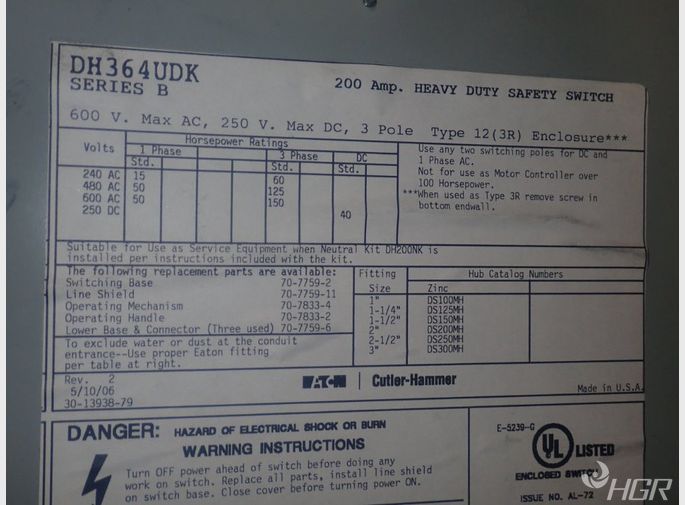 DH364UDK
SERIES B
200 Amp. HEAVY DUTY SAFETY SWITCH
600 V. Max AC, 250 V. Max DC, 3 Pole Type 12(3R) Enclosure***
Volts
Horsepower Ratings
1 Phase 3 Phase DC
Std. Std. Std.
240 AC 15 60
480 AC 50 125
600 AC 50 150
250 DC 40
Use any two switching poles for DC and
1 Phase AC.
Not for use as Motor Controller over
100 Horsepower.
***When used as Type 3R remove screw in
bottom endwall.
Suitable for Use as Service Equipment when Neutral Kit DH200NK is
installed per instructions included with the kit.
The following replacement parts are available:
Switching Base 70-7759-2
Line Shield 70-7759-11
Operating Mechanism 70-7833-4
Operating Handle 70-7833-2
Lower Base & Connector (Three used) 70-7759-6
To exclude water or dust at the conduit
entrance--Use proper Eaton fitting
per table at right.
Fitting Hub Catalog Numbers
Size Zinc
1" DS100MH
1-1/4" DS125MH
1-1/2" DS150MH
2" DS200MH
2-1/2" DS250MH
3" DS300MH
Rev. 2
5/10/06
30-13938-79
EATON Cutler-Hammer
Made in U.S.A.
DANGER: HAZARD OF ELECTRICAL SHOCK OR BURN
WARNING INSTRUCTIONS
Turn OFF power ahead of switch before doing any
work on switch. Replace all parts, install line shield
on switch base. Close cover before turning power ON.
E-5239-G
UL LISTED
ENCLOSED SWITCH
ISSUE NO. AL-72
HGR